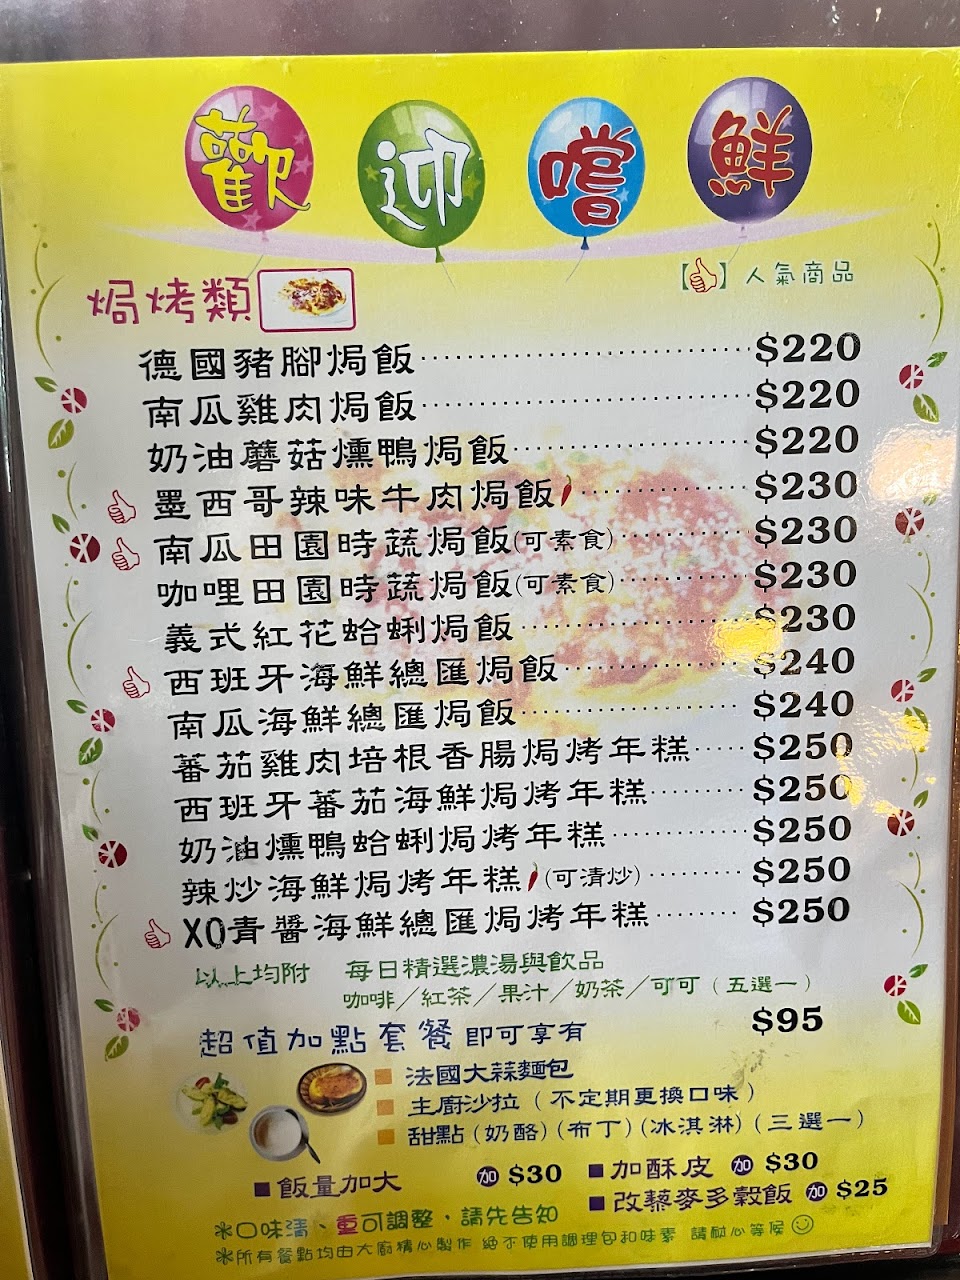 歡迎嚐鮮
焗烤類
【】人氣商品
德國豬腳焗飯 $220
南瓜雞肉焗飯 $220
奶油蘑菇燻鴨焗飯 $220
墨西哥辣味牛肉焗飯 $230
南瓜田園時蔬焗飯(可素食) $230
咖哩田園時蔬焗飯(可素食) $230
義式紅花蛤蜊焗飯 $230
西班牙海鮮總匯焗飯 $240
南瓜海鮮總匯焗飯 $240
蕃茄雞肉培根香腸焗烤年糕 $250
西班牙蕃茄海鮮焗烤年糕 $250
奶油燻鴨蛤蜊焗烤年糕 $250
辣炒海鮮焗烤年糕(可清炒) $250
XO青醬海鮮總匯焗烤年糕 $250
以上均附 每日精選濃湯與飲品
咖啡/紅茶/果汁/奶茶/可可(五選一)
超值加點套餐 即可享有 $95
■ 法國大蒜麵包
■ 主廚沙拉(不定期更換口味)
■ 甜點(奶酪)(布丁)(冰淇淋)(三選一)
■飯量加大 加 $30 ■加酥皮 加 $30
■改藜麥多穀飯 加 $25
※口味清、重可調整，請先告知
※所有餐點均由大廚精心製作 絕不使用調理包和味素 請耐心等候